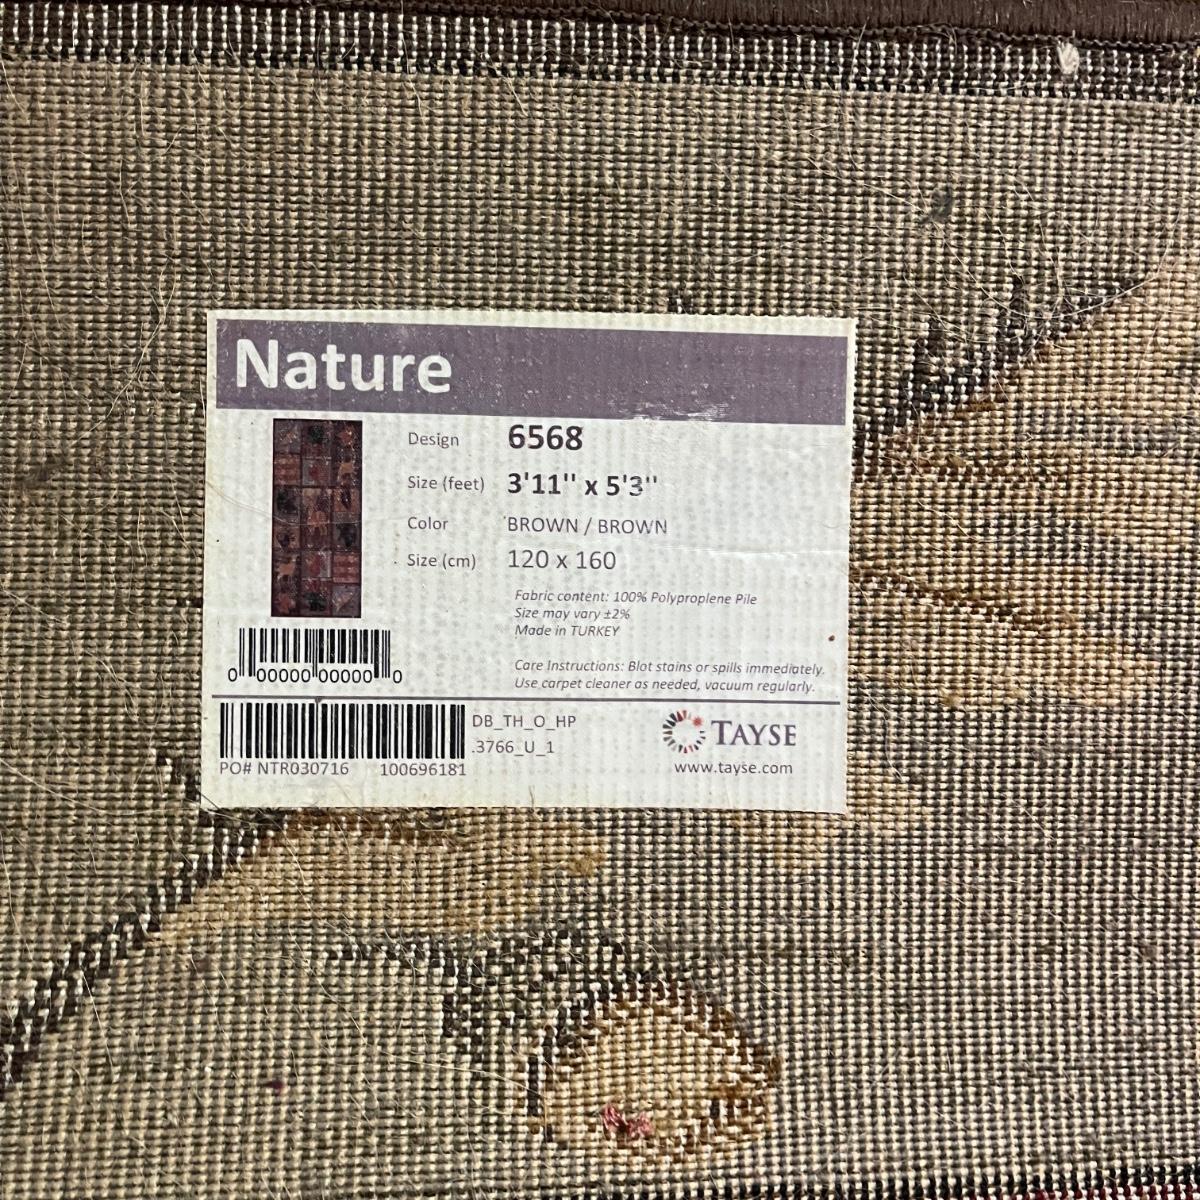 Nature
Design 6568
Size (feet) 3'11'' x 5'3''
Color BROWN / BROWN
Size (cm) 120 x 160
Fabric content: 100% Polyproplene Pile
Size may vary ±2%
Made in TURKEY
0 00000 00000 0
Care Instructions: Blot stains or spills immediately.
Use carpet cleaner as needed, vacuum regularly.
DB_TH_O_HP
.3766_U_1
PO# NTR030716 100696181
TAYSE
www.tayse.com